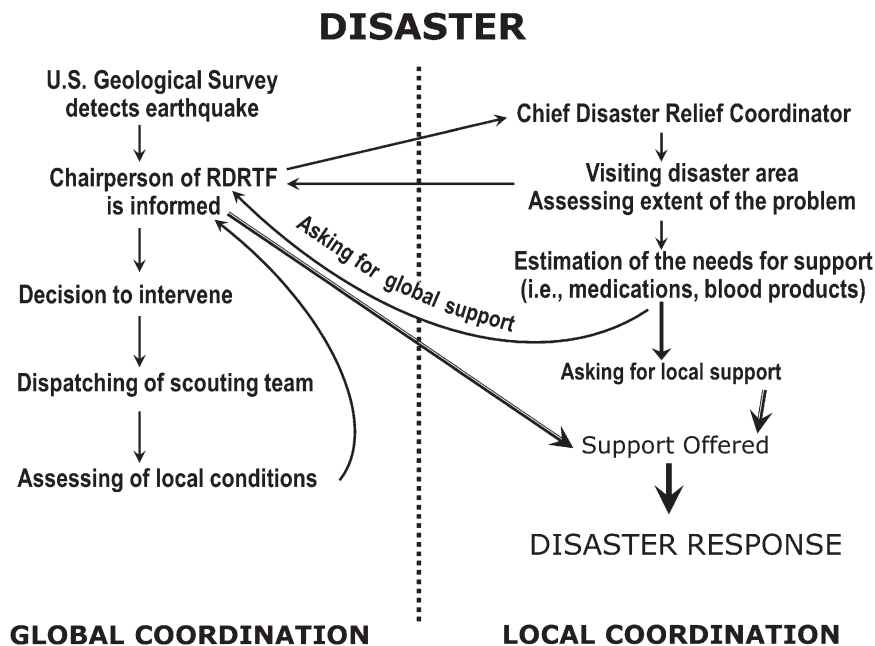 DISASTER
U.S. Geological Survey
detects earthquake
Chairperson of RDRTF
is informed
Decision to intervene
Dispatching of scouting team
Assessing of local conditions
Asking for global support
Chief Disaster Relief Coordinator
Visiting disaster area
Assessing extent of the problem
Estimation of the needs for support
(i.e., medications, blood products)
Asking for local support
Support Offered
DISASTER RESPONSE
GLOBAL COORDINATION
LOCAL COORDINATION